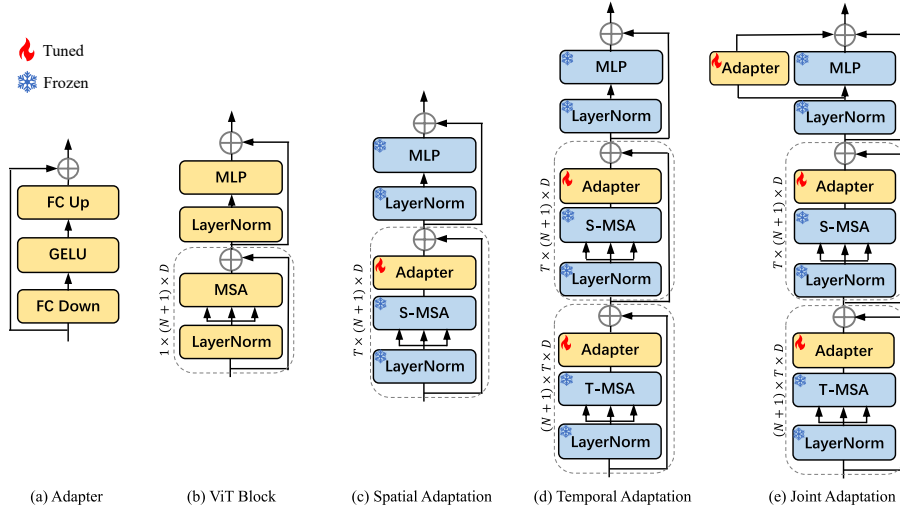 Tuned
Frozen
FC Up
GELU
FC Down
(a) Adapter
MLP
LayerNorm
1 × (N + 1) × D
MSA
LayerNorm
(b) ViT Block
MLP
LayerNorm
T × (N + 1) × D
Adapter
S-MSA
LayerNorm
(c) Spatial Adaptation
MLP
LayerNorm
T × (N + 1) × D
Adapter
S-MSA
LayerNorm
(N + 1) × T × D
Adapter
T-MSA
LayerNorm
(d) Temporal Adaptation
Adapter
MLP
LayerNorm
T × (N + 1) × D
Adapter
S-MSA
LayerNorm
(N + 1) × T × D
Adapter
T-MSA
LayerNorm
(e) Joint Adaptation